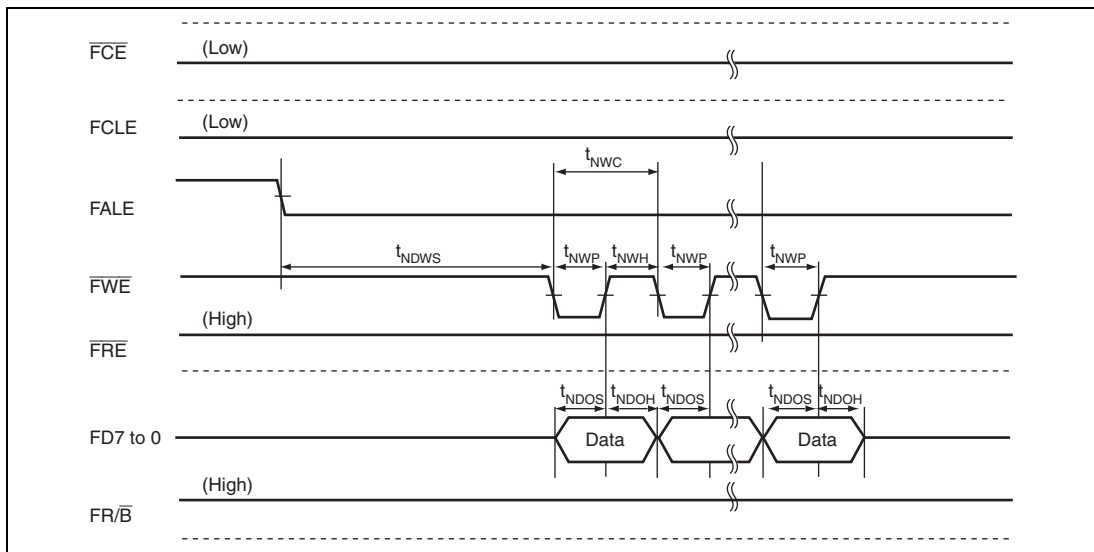 FCE (Low)
FCLE (Low)
tNWC
FALE
tNDWS tNWP tNWH tNWP tNWP
FWE
(High)
FRE
tNDOS tNDOH tNDOS tNDOS tNDOH
FD7 to 0 Data Data
(High)
FR/B